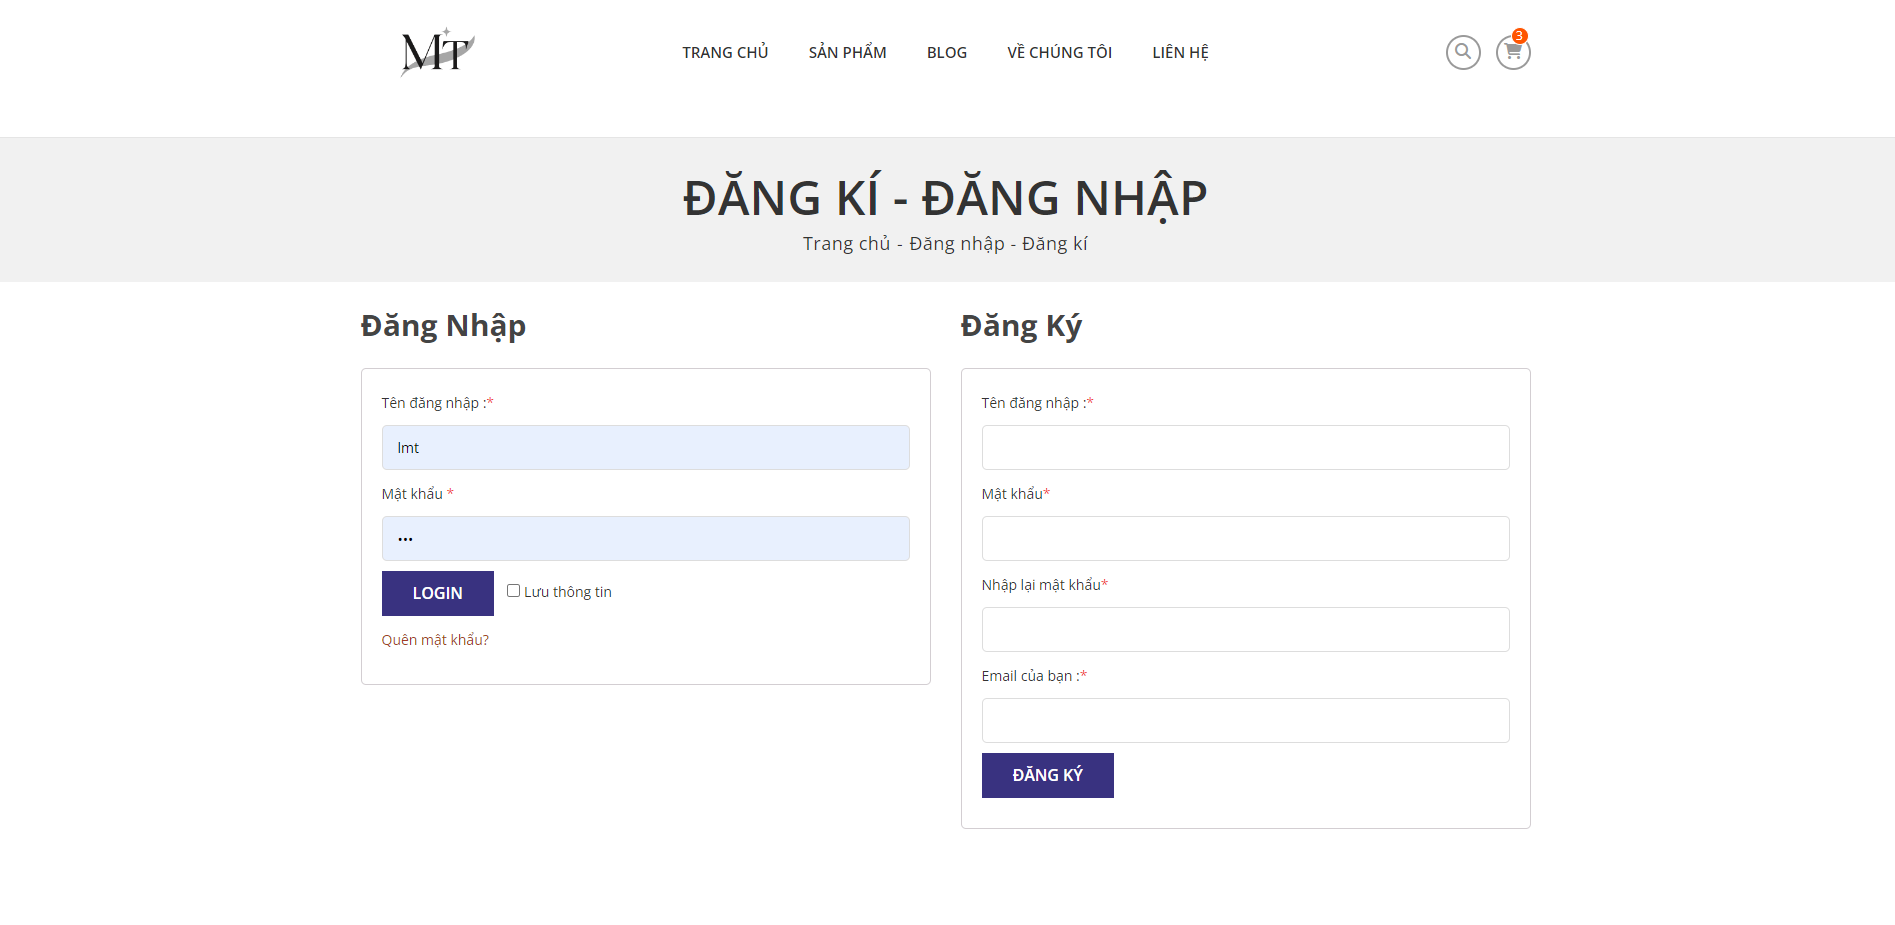 MT
TRANG CHỦ SẢN PHẨM BLOG VỀ CHÚNG TÔI LIÊN HỆ
3
ĐĂNG KÍ - ĐĂNG NHẬP
Trang chủ - Đăng nhập - Đăng kí
Đăng Nhập
Tên đăng nhập :*
lmt
Mật khẩu *
•••
LOGIN Lưu thông tin
Quên mật khẩu?
Đăng Ký
Tên đăng nhập :*
Mật khẩu*
Nhập lại mật khẩu*
Email của bạn :*
ĐĂNG KÝ